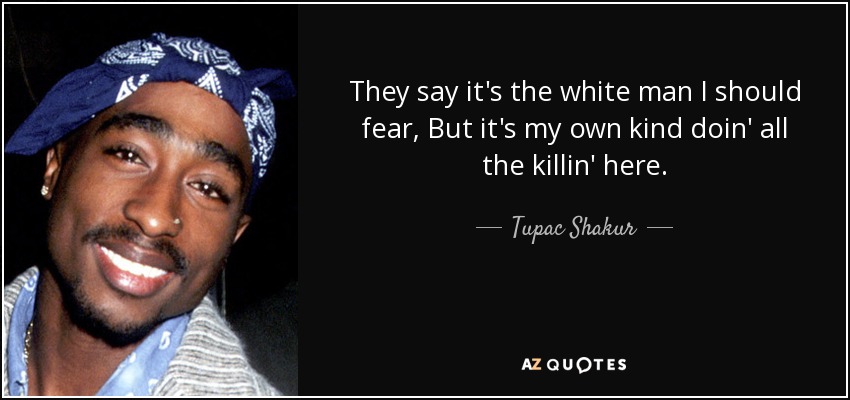 They say it's the white man I should
fear, But it's my own kind doin' all
the killin' here.
Tupac Shakur
AZ QUOTES